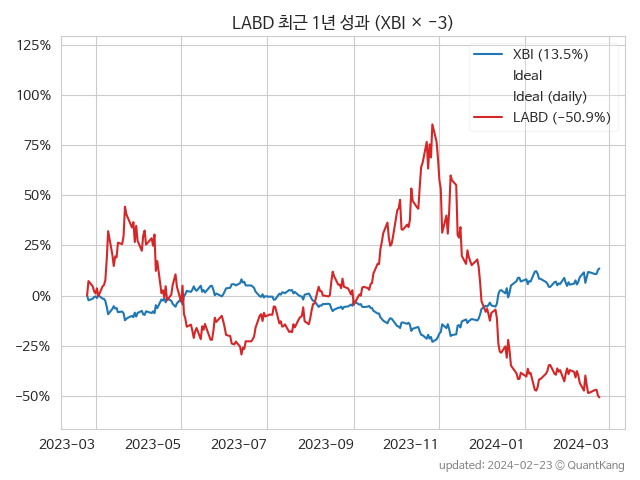 LABD 최근 1년 성과 (XBI × −3)
125%
100%
75%
50%
25%
0%
−25%
−50%
XBI (13.5%)
Ideal
Ideal (daily)
LABD (−50.9%)
2023-03 2023-05 2023-07 2023-09 2023-11 2024-01 2024-03
updated: 2024-02-23 © QuantKang